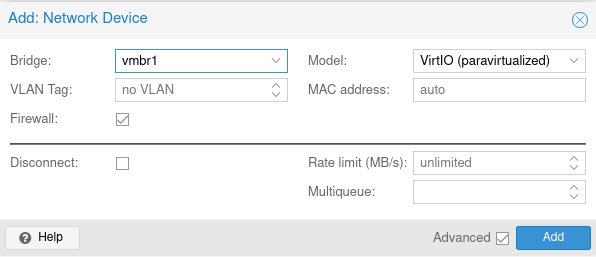 Add: Network Device
Bridge: vmbr1 Model: VirtIO (paravirtualized)
VLAN Tag: no VLAN MAC address: auto
Firewall:
Disconnect: Rate limit (MB/s): unlimited
Multiqueue:
Help Advanced Add